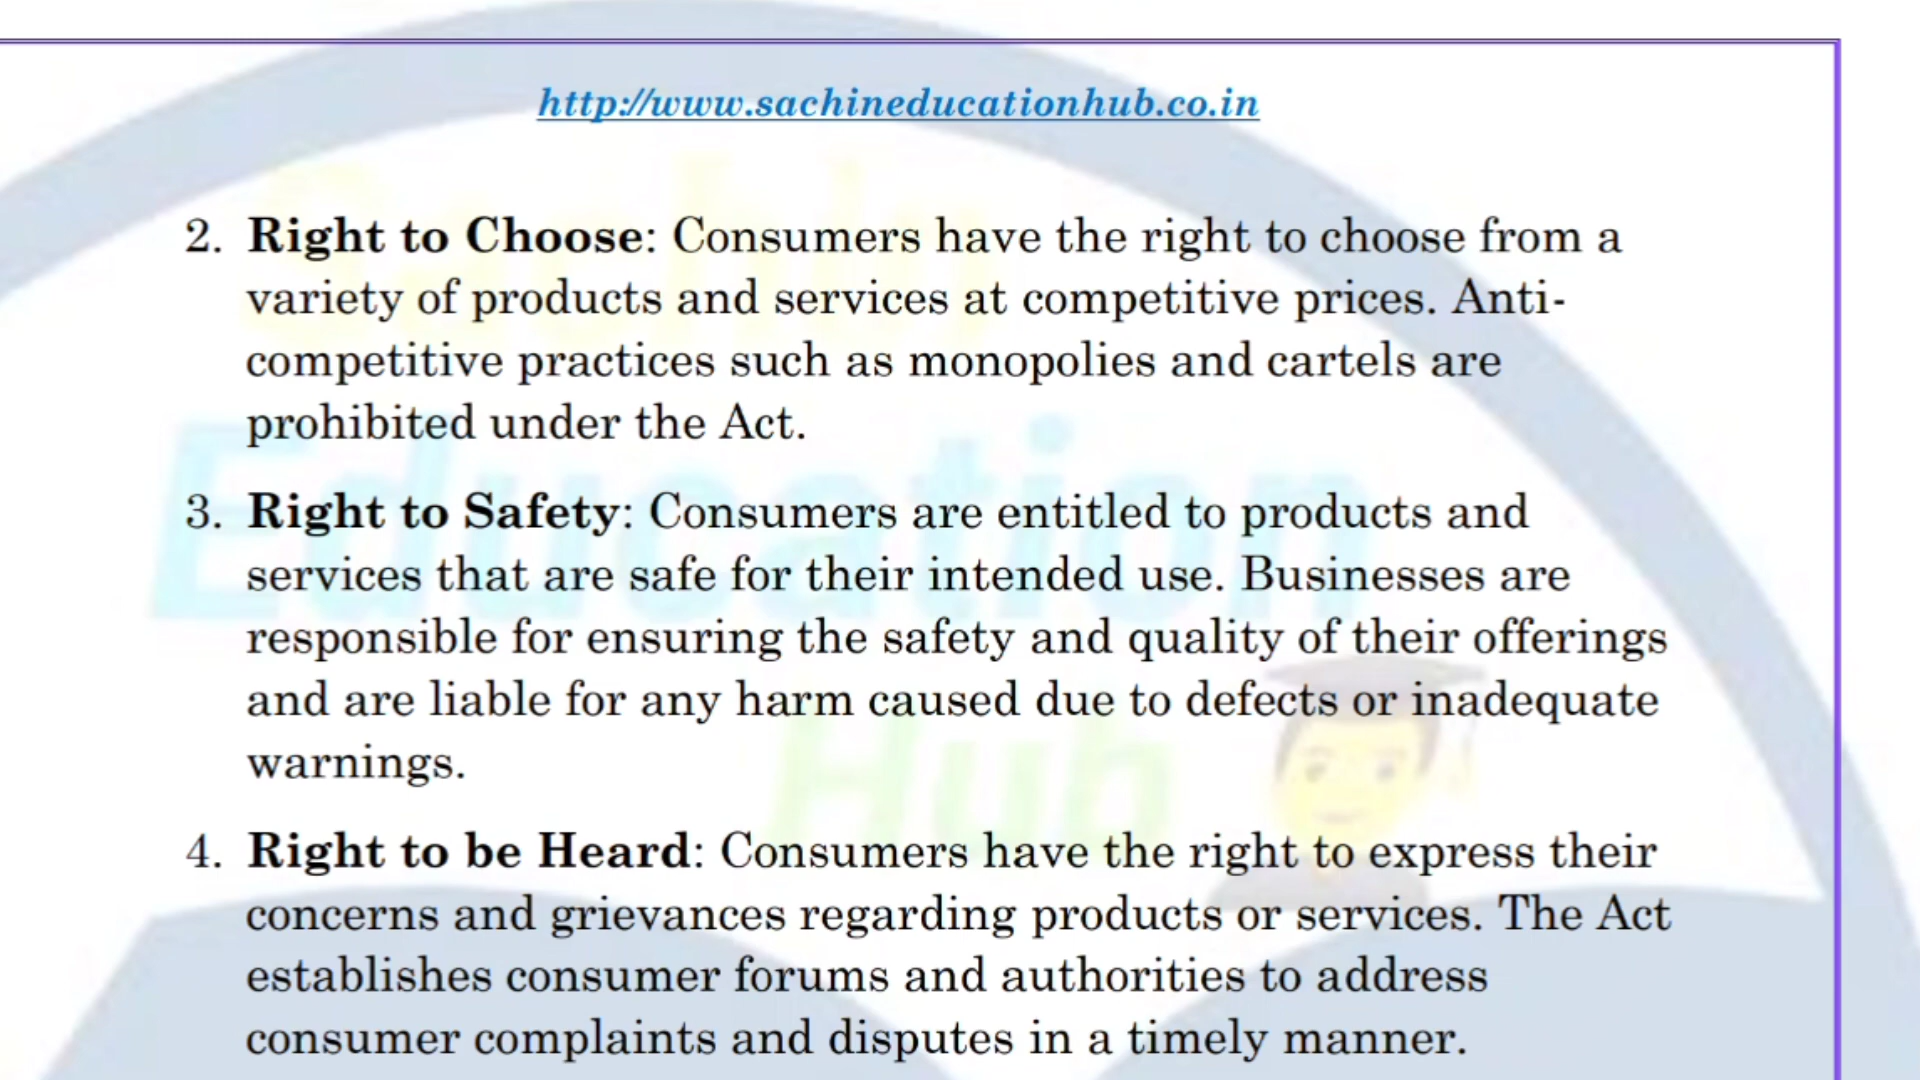 http://www.sachineducationhub.co.in
2. Right to Choose: Consumers have the right to choose from a
variety of products and services at competitive prices. Anti-
competitive practices such as monopolies and cartels are
prohibited under the Act.
3. Right to Safety: Consumers are entitled to products and
services that are safe for their intended use. Businesses are
responsible for ensuring the safety and quality of their offerings
and are liable for any harm caused due to defects or inadequate
warnings.
4. Right to be Heard: Consumers have the right to express their
concerns and grievances regarding products or services. The Act
establishes consumer forums and authorities to address
consumer complaints and disputes in a timely manner.
Sachin
Education
Hub